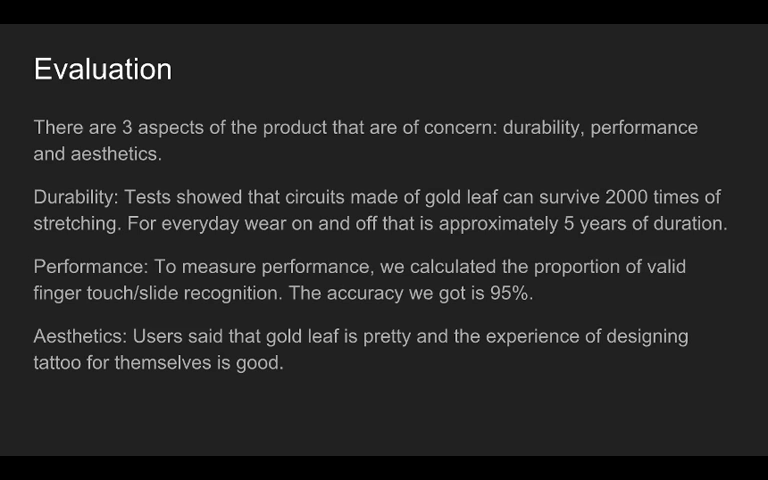 Evaluation
There are 3 aspects of the product that are of concern: durability, performance
and aesthetics.
Durability: Tests showed that circuits made of gold leaf can survive 2000 times of
stretching. For everyday wear on and off that is approximately 5 years of duration.
Performance: To measure performance, we calculated the proportion of valid
finger touch/slide recognition. The accuracy we got is 95%.
Aesthetics: Users said that gold leaf is pretty and the experience of designing
tattoo for themselves is good.